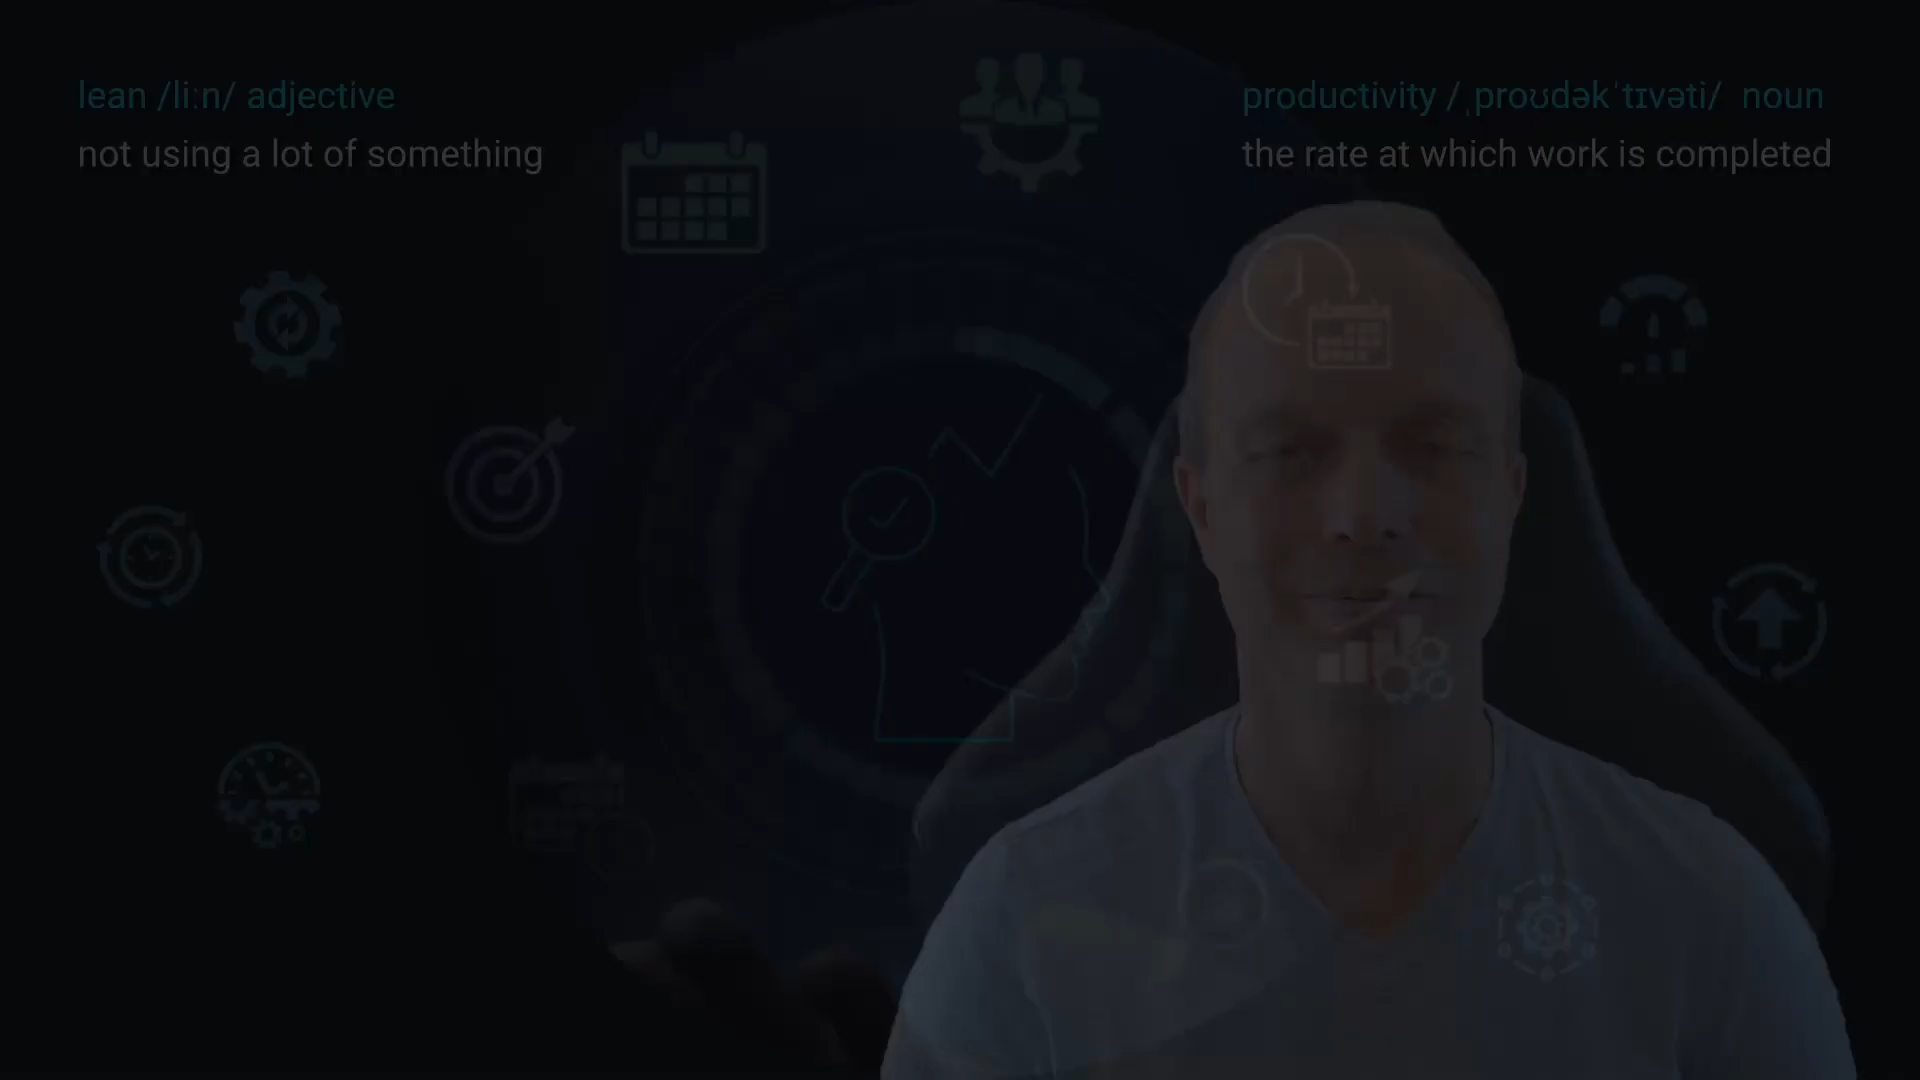 lean /liːn/ adjective
not using a lot of something
productivity /ˌproʊdəkˈtɪvəti/ noun
the rate at which work is completed